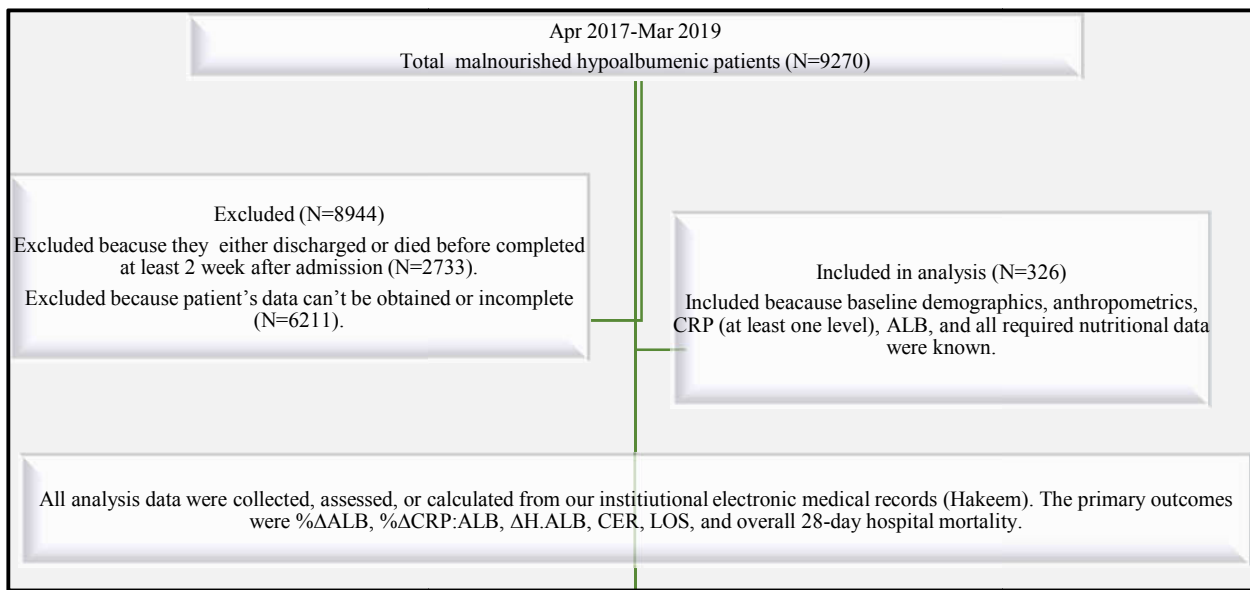 Apr 2017-Mar 2019
Total malnourished hypoalbumenic patients (N=9270)
Excluded (N=8944)
Excluded beacuse they either discharged or died before completed
at least 2 week after admission (N=2733).
Excluded because patient’s data can’t be obtained or incomplete
(N=6211).
Included in analysis (N=326)
Included beacause baseline demographics, anthropometrics,
CRP (at least one level), ALB, and all required nutritional data
were known.
All analysis data were collected, assessed, or calculated from our institiutional electronic medical records (Hakeem). The primary outcomes
were %∆ALB, %∆CRP:ALB, ∆H.ALB, CER, LOS, and overall 28-day hospital mortality.